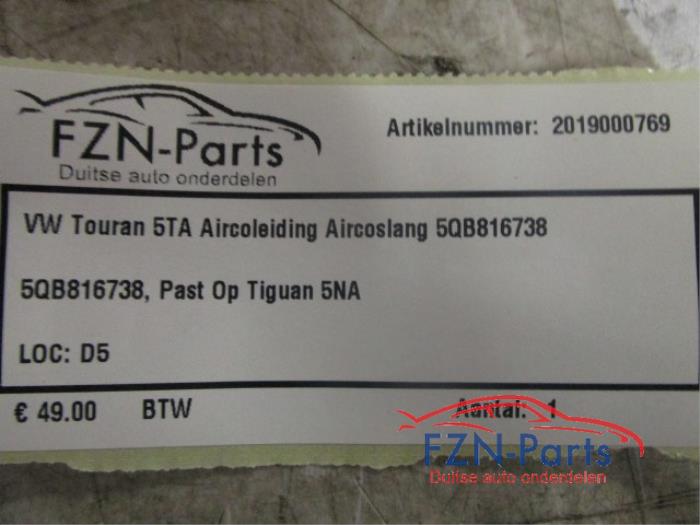 FZN-Parts
Duitse auto onderdelen
Artikelnummer: 2019000769
VW Touran 5TA Aircoleiding Aircoslang 5QB816738
5QB816738, Past Op Tiguan 5NA
LOC: D5
€ 49.00 BTW Aantal: 1
FZN-Parts
Duitse auto onderdelen